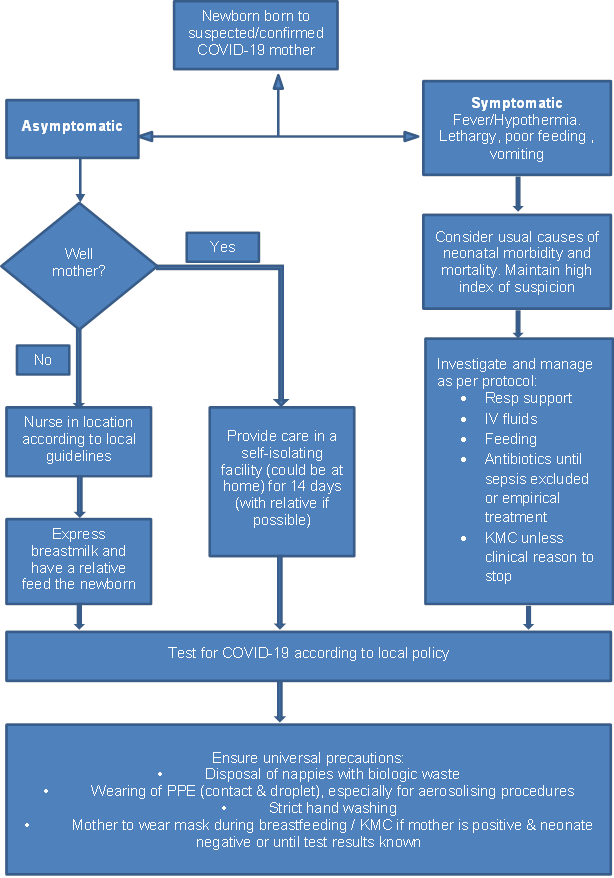 Newborn born to
suspected/confirmed
COVID-19 mother
Asymptomatic
Symptomatic
Fever/Hypothermia.
Lethargy, poor feeding ,
vomiting
Well
mother?
Yes
No
Consider usual causes of
neonatal morbidity and
mortality. Maintain high
index of suspicion
Nurse in location
according to local
guidelines
Express
breastmilk and
have a relative
feed the newborn
Provide care in a
self-isolating
facility (could be at
home) for 14 days
(with relative if
possible)
Investigate and manage
as per protocol:
• Resp support
• IV fluids
• Feeding
• Antibiotics until
sepsis excluded
or empirical
treatment
• KMC unless
clinical reason to
stop
Test for COVID-19 according to local policy
Ensure universal precautions:
• Disposal of nappies with biologic waste
• Wearing of PPE (contact & droplet), especially for aerosolising procedures
• Strict hand washing
• Mother to wear mask during breastfeeding / KMC if mother is positive & neonate
negative or until test results known